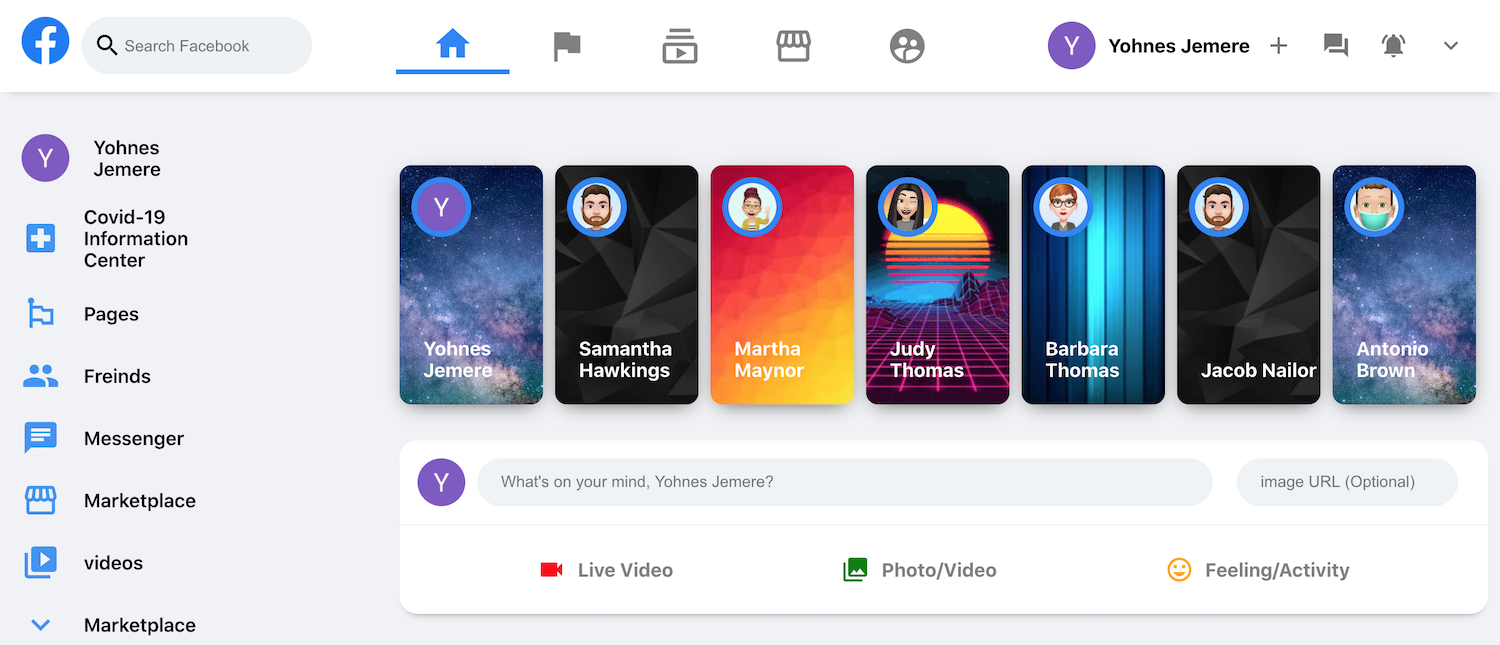 Search Facebook
Y
Yohnes Jemere
Y
Yohnes
Jemere
Covid-19
Information
Center
Pages
Freinds
Messenger
Marketplace
videos
Marketplace
Y
Yohnes
Jemere
Samantha
Hawkings
Martha
Maynor
Judy
Thomas
Barbara
Thomas
Jacob Nailor
Antonio
Brown
Y
What's on your mind, Yohnes Jemere?
image URL (Optional)
Live Video
Photo/Video
Feeling/Activity